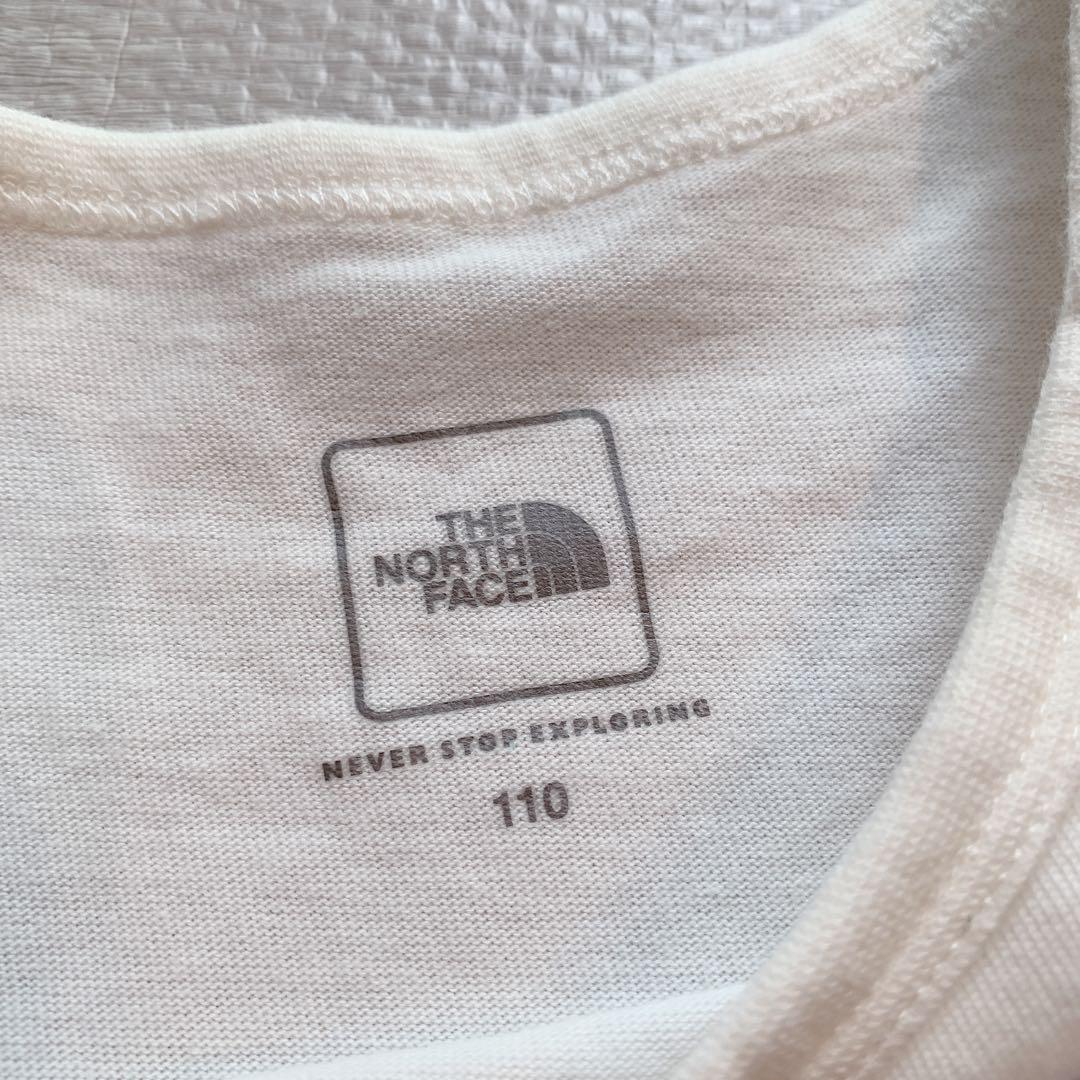 THE
NORTH
FACE
NEVER STOP EXPLORING
110